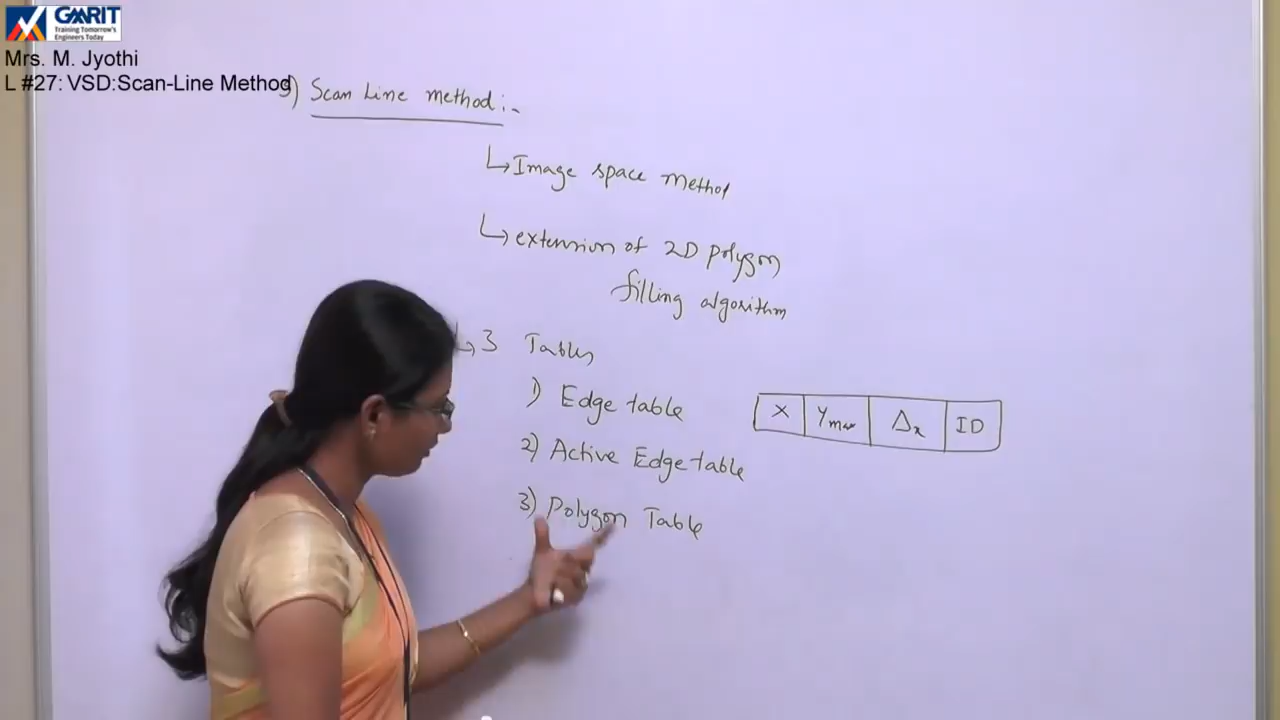 GMRIT
Training Tomorrow's
Engineers Today
Mrs. M. Jyothi
L #27: VSD:Scan-Line Method
3) Scan Line method:-
↳ Image space method
↳ extension of 2D polygon
filling algorithm
↳ 3 Tables
1) Edge table
X Ymax Δx ID
2) Active Edge table
3) Polygon Table